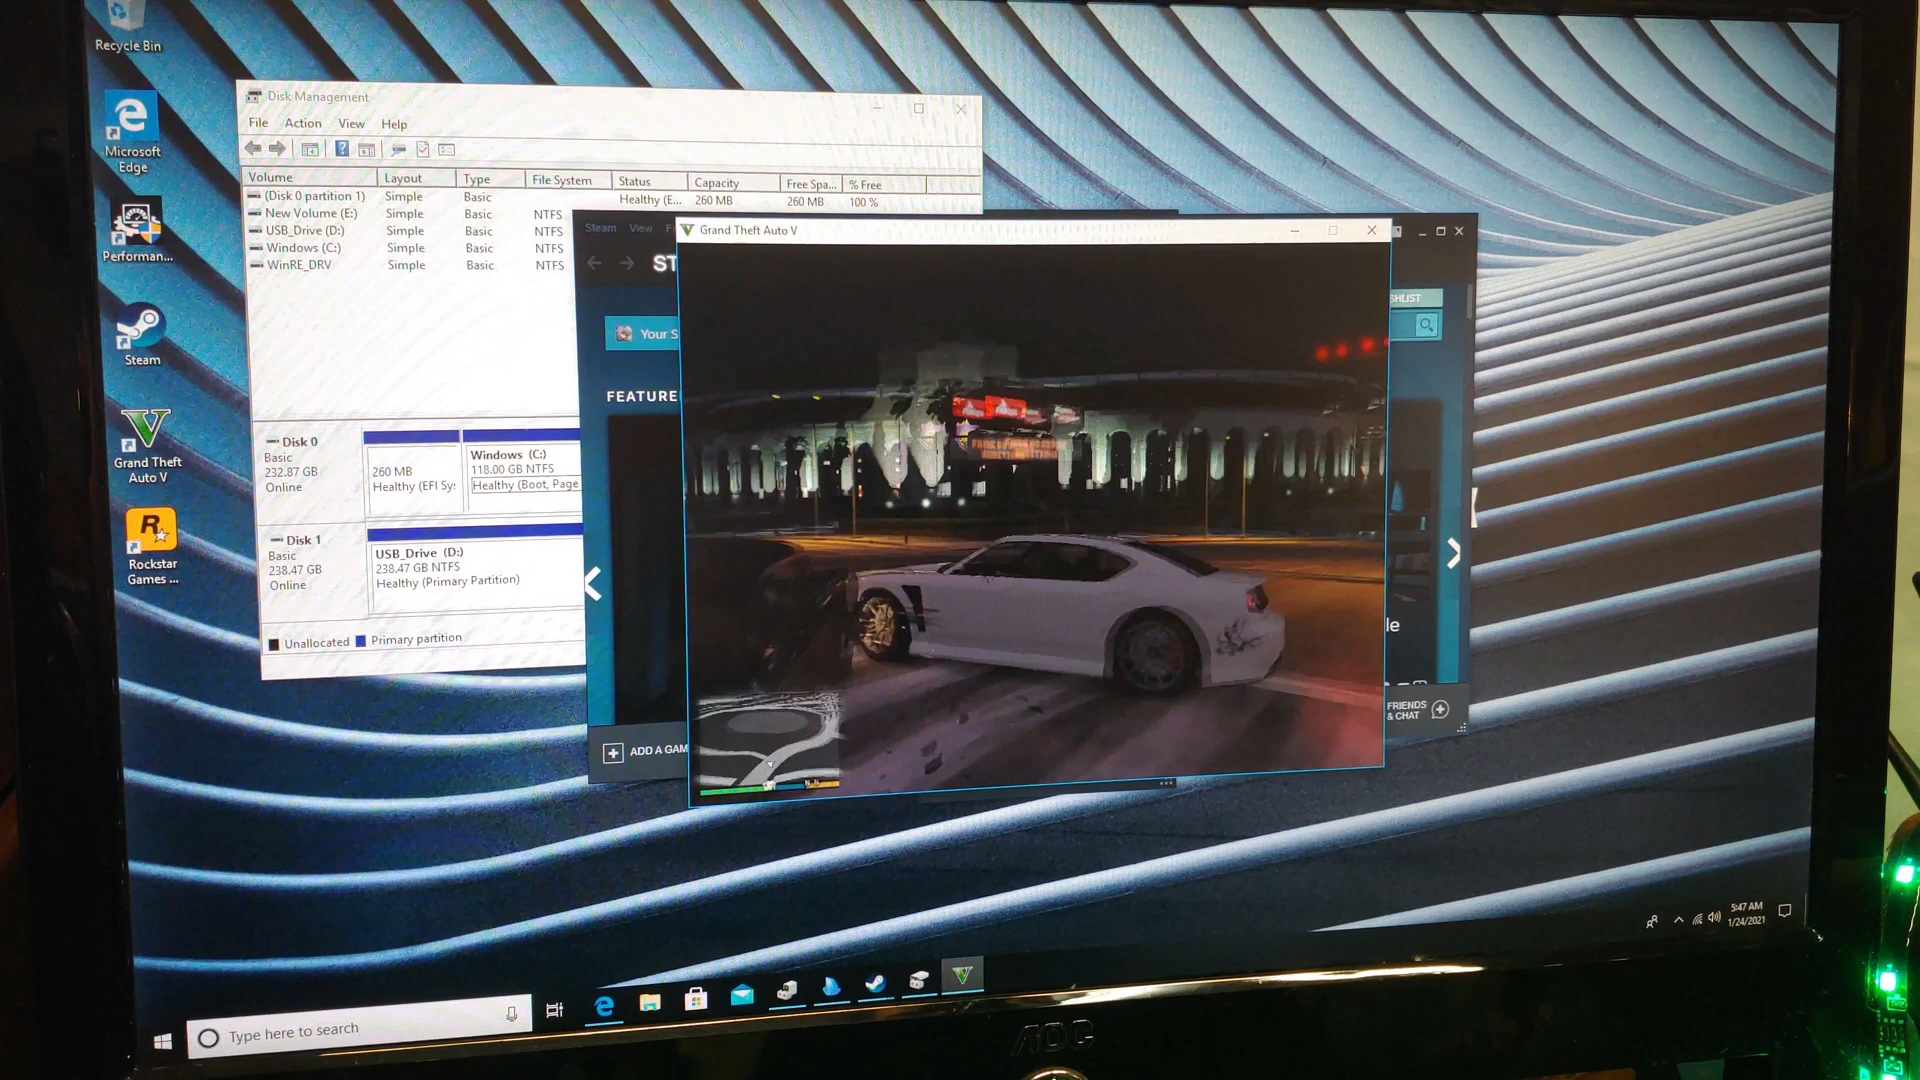 Recycle Bin
Microsoft
Edge
Performan...
Steam
Grand Theft
Auto V
R
Rockstar
Games ...
Disk Management
File Action View Help
Volume Layout Type File System Status Capacity Free Spa... % Free
(Disk 0 partition 1) Simple Basic Healthy (E... 260 MB 260 MB 100 %
New Volume (E:) Simple Basic NTFS
USB_Drive (D:) Simple Basic NTFS
Windows (C:) Simple Basic NTFS
WinRE_DRV Simple Basic NTFS
Disk 0
Basic
232.87 GB
Online
260 MB
Healthy (EFI Sy:
Windows (C:)
118.00 GB NTFS
Healthy (Boot, Page
Disk 1
Basic
238.47 GB
Online
USB_Drive (D:)
238.47 GB NTFS
Healthy (Primary Partition)
Unallocated Primary partition
Steam View F
ST
Your S
FEATURE
ADD A GAM
Grand Theft Auto V
SHLIST
le
FRIENDS
& CHAT
Type here to search
5:47 AM
1/24/2021
AOC